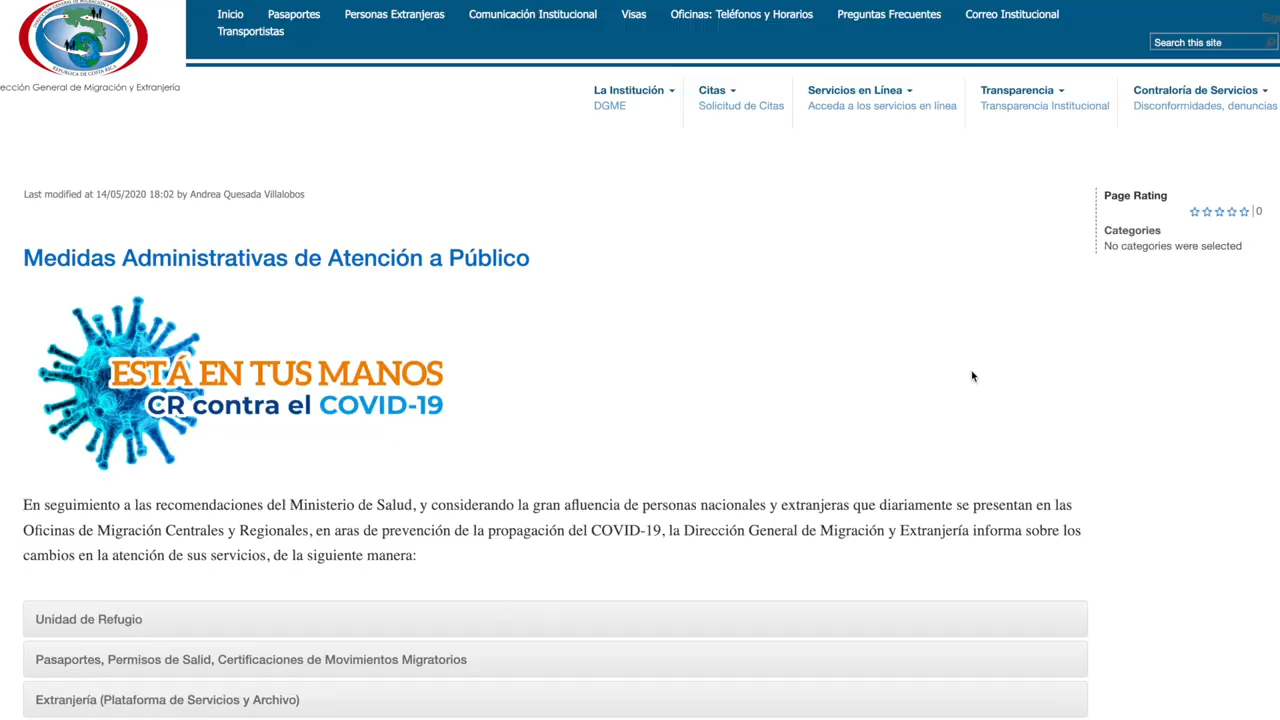 Inicio Pasaportes Personas Extranjeras Comunicación Institucional Visas Oficinas: Teléfonos y Horarios Preguntas Frecuentes Correo Institucional
Transportistas
Search this site
REPUBLICA DE COSTA RICA
ección General de Migración y Extranjería
La Institución Citas Servicios en Línea Transparencia Contraloría de Servicios
DGME Solicitud de Citas Acceda a los servicios en línea Transparencia Institucional Disconformidades, denuncias
Last modified at 14/05/2020 18:02 by Andrea Quesada Villalobos
Page Rating
0
Categories
No categories were selected
Medidas Administrativas de Atención a Público
ESTÁ EN TUS MANOS
CR contra el COVID-19
En seguimiento a las recomendaciones del Ministerio de Salud, y considerando la gran afluencia de personas nacionales y extranjeras que diariamente se presentan en las
Oficinas de Migración Centrales y Regionales, en aras de prevención de la propagación del COVID-19, la Dirección General de Migración y Extranjería informa sobre los
cambios en la atención de sus servicios, de la siguiente manera:
Unidad de Refugio
Pasaportes, Permisos de Salid, Certificaciones de Movimientos Migratorios
Extranjería (Plataforma de Servicios y Archivo)